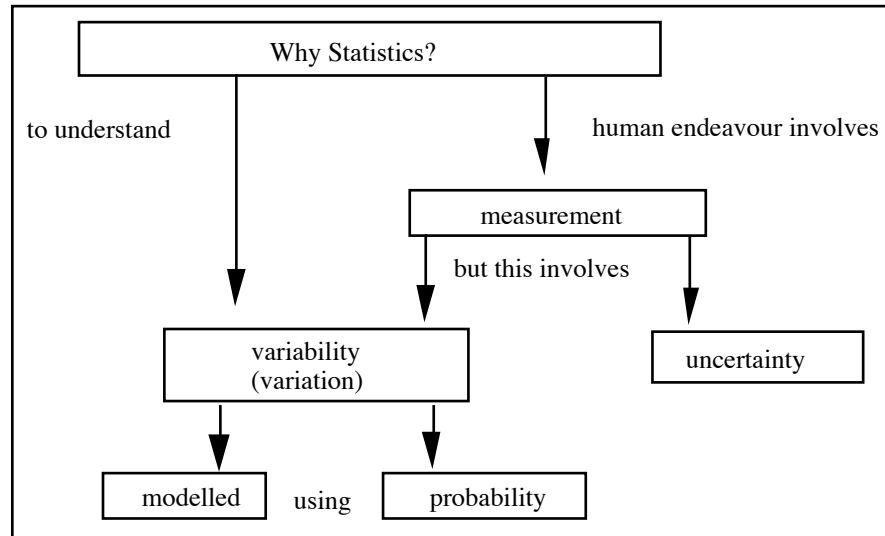 Why Statistics?
to understand
human endeavour involves
measurement
but this involves
variability
(variation)
uncertainty
modelled using probability